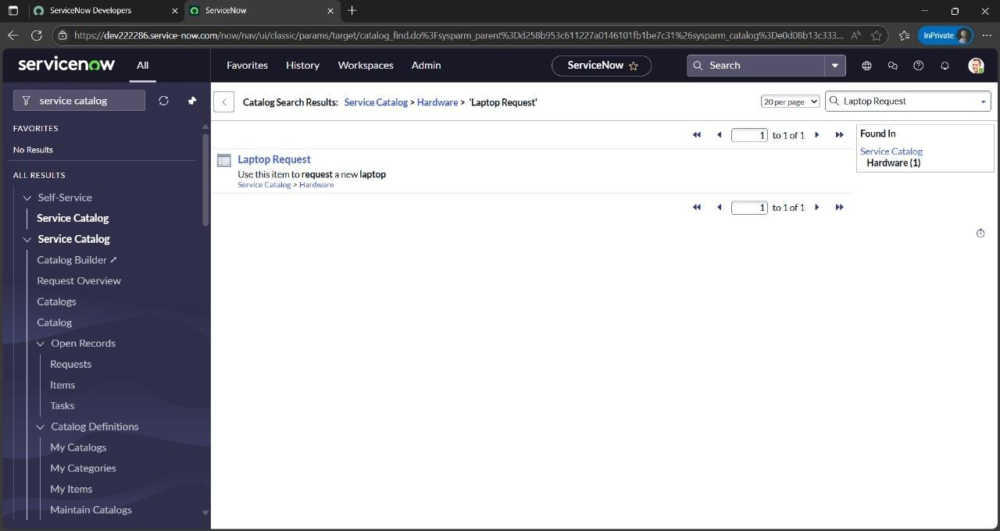 ServiceNow Developers
ServiceNow
https://dev222286.service-now.com/now/nav/ui/classic/params/target/catalog_find.do%3Fsysparm_parent%3Dd258b953c611227a0146101fb1be7c31%26sysparm_catalog%3De0d08b13c333...
InPrivate
servicenow
All
Favorites
History
Workspaces
Admin
ServiceNow
Search
service catalog
FAVORITES
No Results
ALL RESULTS
Self-Service
Service Catalog
Service Catalog
Catalog Builder
Request Overview
Catalogs
Catalog
Open Records
Requests
Items
Tasks
Catalog Definitions
My Catalogs
My Categories
My Items
Maintain Catalogs
Catalog Search Results: Service Catalog > Hardware > 'Laptop Request'
20 per page
Laptop Request
1 to 1 of 1
Laptop Request
Use this item to request a new laptop
Service Catalog > Hardware
1 to 1 of 1
Found In
Service Catalog
Hardware (1)